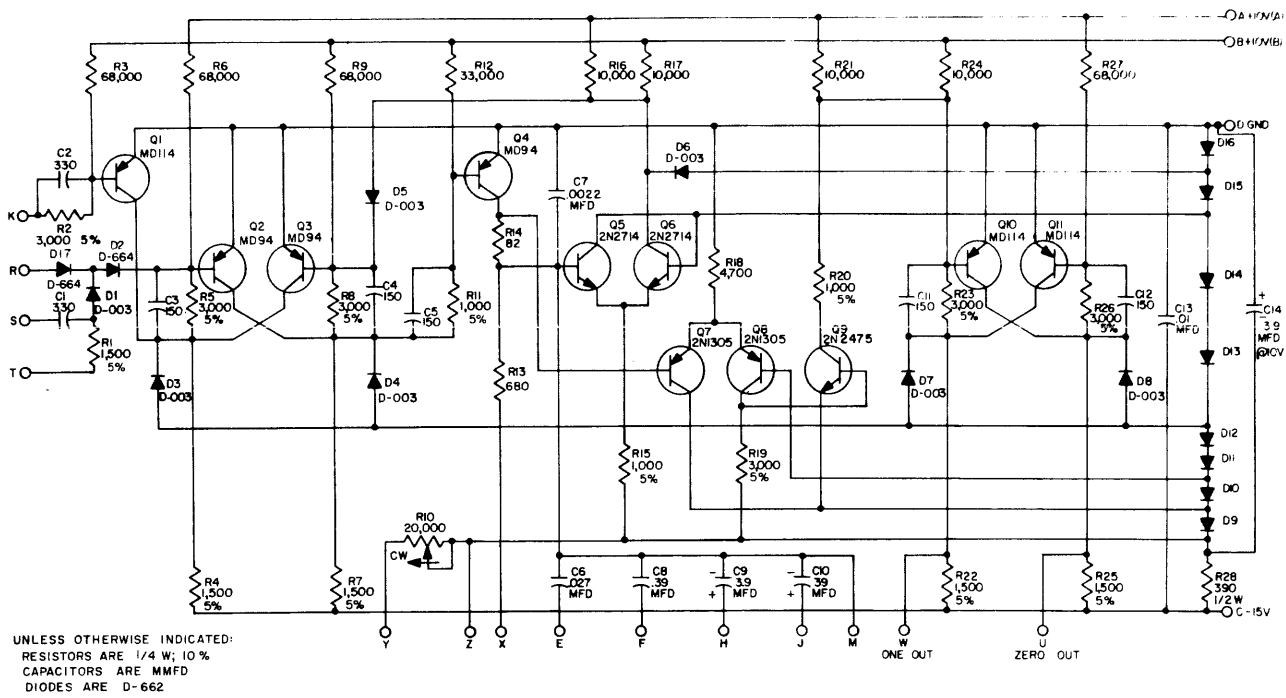 A+10V(A)
B+10V(B)
R3
68,000
R6
68,000
R9
68,000
R12
33,000
R16
10,000
R17
10,000
R21
10,000
R24
10,000
R27
68,000
D GND
Q1
MD114
Q4
MD94
D6
D-003
D16
D15
C2
330
K
R2
3,000 5%
D17
D-664
D2
D-664
R
C1
330
D1
D-003
S
R1
1,500
5%
T
C3
150
R5
3,000
5%
Q2
MD94
Q3
MD94
D5
D-003
R8
3,000
5%
C4
150
C5
150
R11
1,000
5%
R14
82
C7
.0022
MFD
Q5
2N2714
Q6
2N2714
R18
4,700
R20
1,000
5%
Q10
MD114
Q11
MD114
C11
150
R23
3,000
5%
R26
3,000
5%
C12
150
C13
.01
MFD
D14
+
C14
-
3.9
MFD
@10V
D3
D-003
D4
D-003
R13
680
Q7
2N1305
Q8
2N1305
Q9
2N2475
D7
D-003
D8
D-003
D13
D12
D11
D10
D9
R15
1,000
5%
R19
3,000
5%
R10
20,000
CW
R4
1,500
5%
R7
1,500
5%
C6
.027
MFD
C8
.39
MFD
-
C9
3.9
+
MFD
-
C10
39
+
MFD
R22
1,500
5%
R25
1,500
5%
R28
390
1/2 W
C-15V
Y
Z
X
E
F
H
J
M
W
ONE OUT
U
ZERO OUT
UNLESS OTHERWISE INDICATED:
RESISTORS ARE 1/4 W; 10%
CAPACITORS ARE MMFD
DIODES ARE D-662